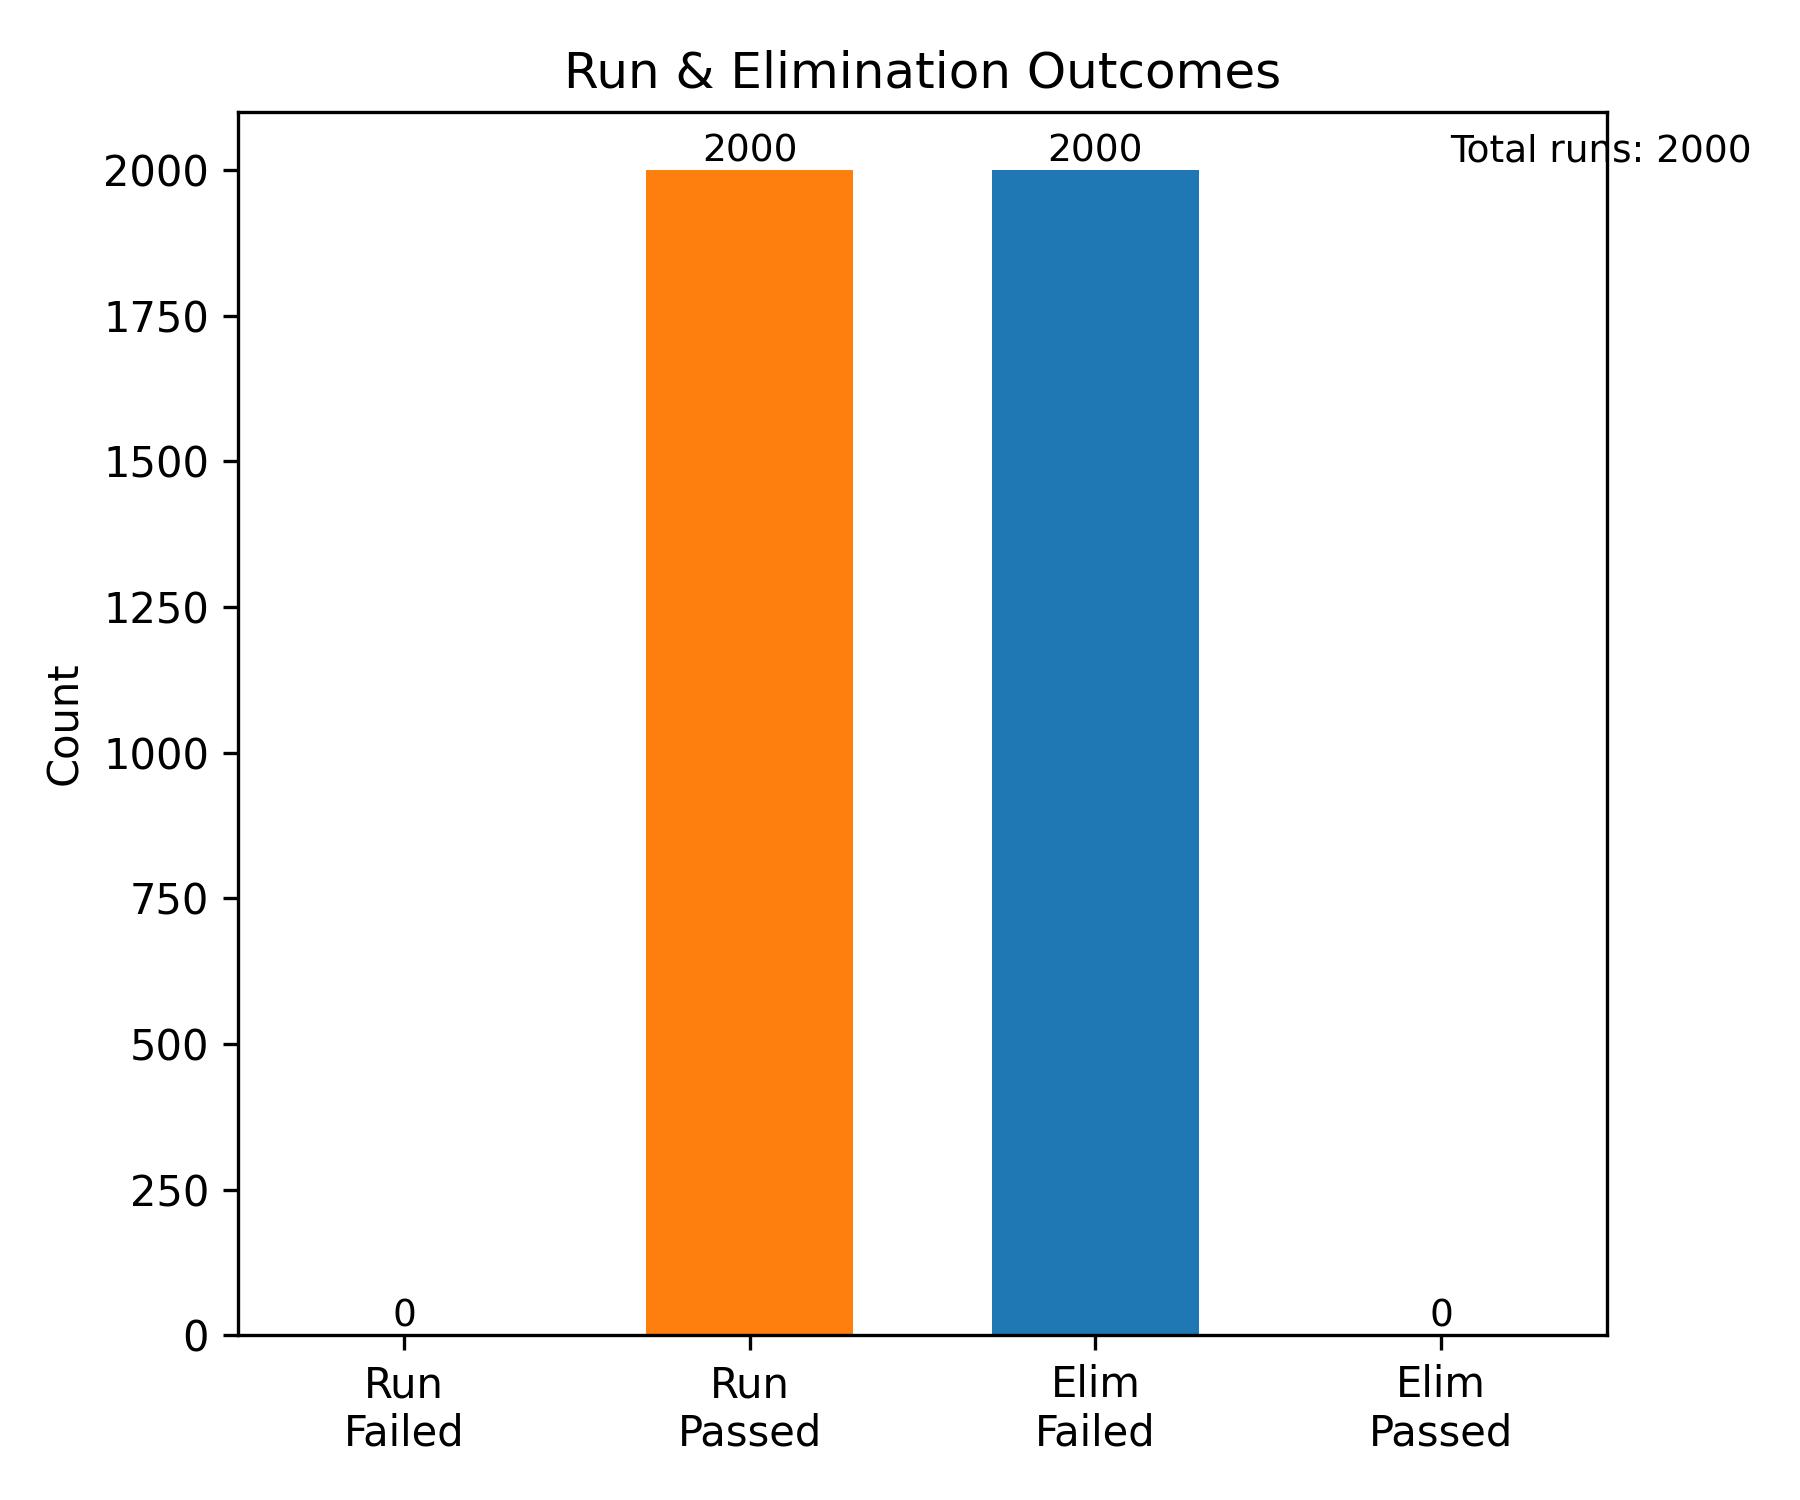 Run & Elimination Outcomes
2000
2000
Total runs: 2000
2000
1750
1500
1250
1000
750
500
250
0
Count
0
0
Run
Failed
Run
Passed
Elim
Failed
Elim
Passed